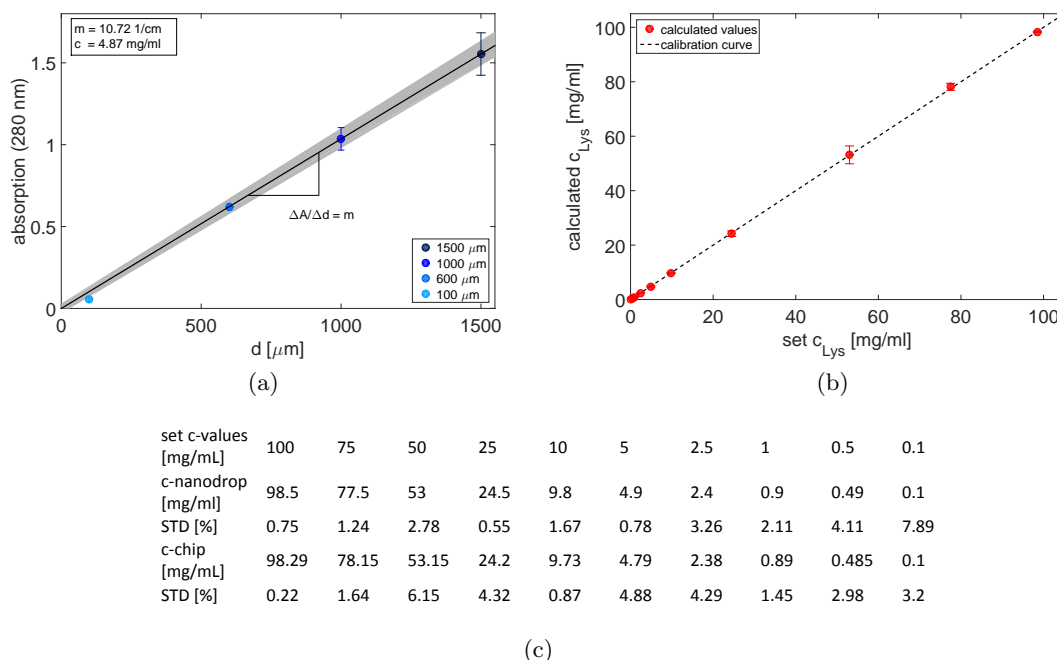 m = 10.72 1/cm
c = 4.87 mg/ml
absorption (280 nm)
1.5
1
0.5
0
ΔA/Δd = m
1500 μm
1000 μm
600 μm
100 μm
0 500 1000 1500
d [μm]
(a)
calculated values
calibration curve
calculated c_Lys [mg/ml]
100
80
60
40
20
0
0 20 40 60 80 100
set c_Lys [mg/ml]
(b)
set c-values
[mg/mL] 100 75 50 25 10 5 2.5 1 0.5 0.1
c-nanodrop
[mg/ml] 98.5 77.5 53 24.5 9.8 4.9 2.4 0.9 0.49 0.1
STD [%] 0.75 1.24 2.78 0.55 1.67 0.78 3.26 2.11 4.11 7.89
c-chip
[mg/mL] 98.29 78.15 53.15 24.2 9.73 4.79 2.38 0.89 0.485 0.1
STD [%] 0.22 1.64 6.15 4.32 0.87 4.88 4.29 1.45 2.98 3.2
(c)